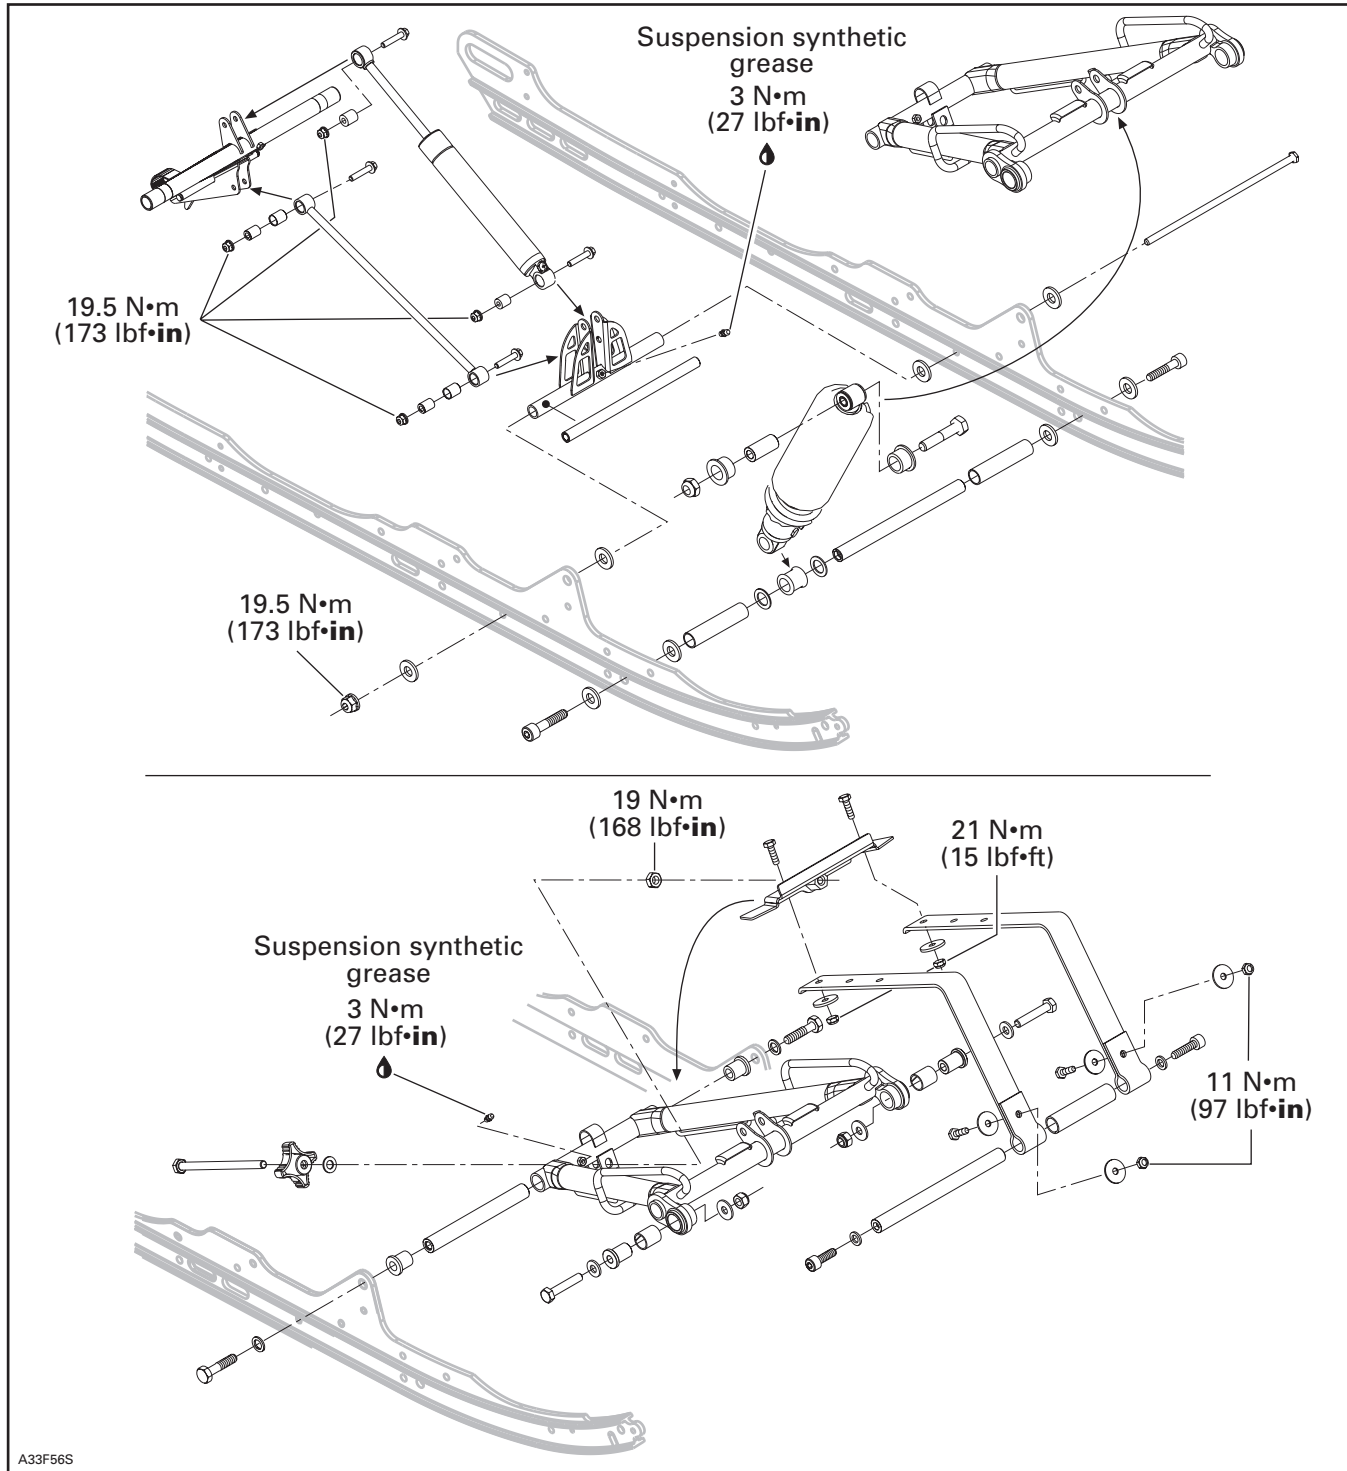 Suspension synthetic
grease
3 N•m
(27 lbf•in)
19.5 N•m
(173 lbf•in)
19.5 N•m
(173 lbf•in)
19 N•m
(168 lbf•in)
21 N•m
(15 lbf•ft)
Suspension synthetic
grease
3 N•m
(27 lbf•in)
11 N•m
(97 lbf•in)
A33F56S